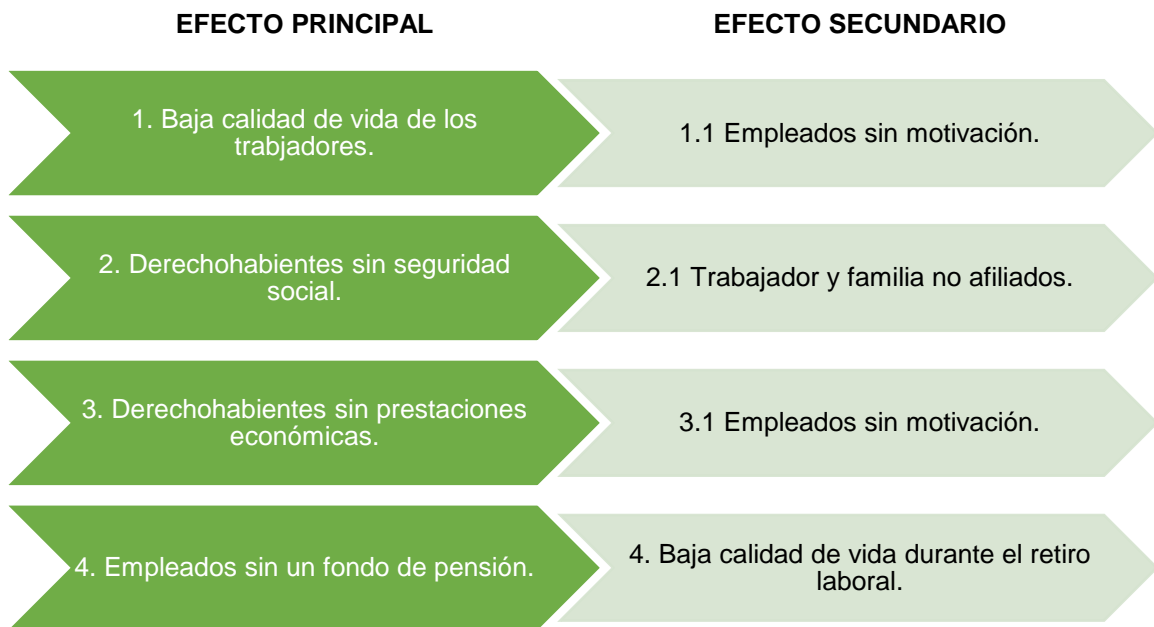 EFECTO PRINCIPAL
EFECTO SECUNDARIO
1. Baja calidad de vida de los
trabjadores.
1.1 Empleados sin motivación.
2. Derechohabientes sin seguridad
social.
2.1 Trabajador y familia no afiliados.
3. Derechohabientes sin prestaciones
económicas.
3.1 Empleados sin motivación.
4. Empleados sin un fondo de pensión.
4. Baja calidad de vida durante el retiro
laboral.